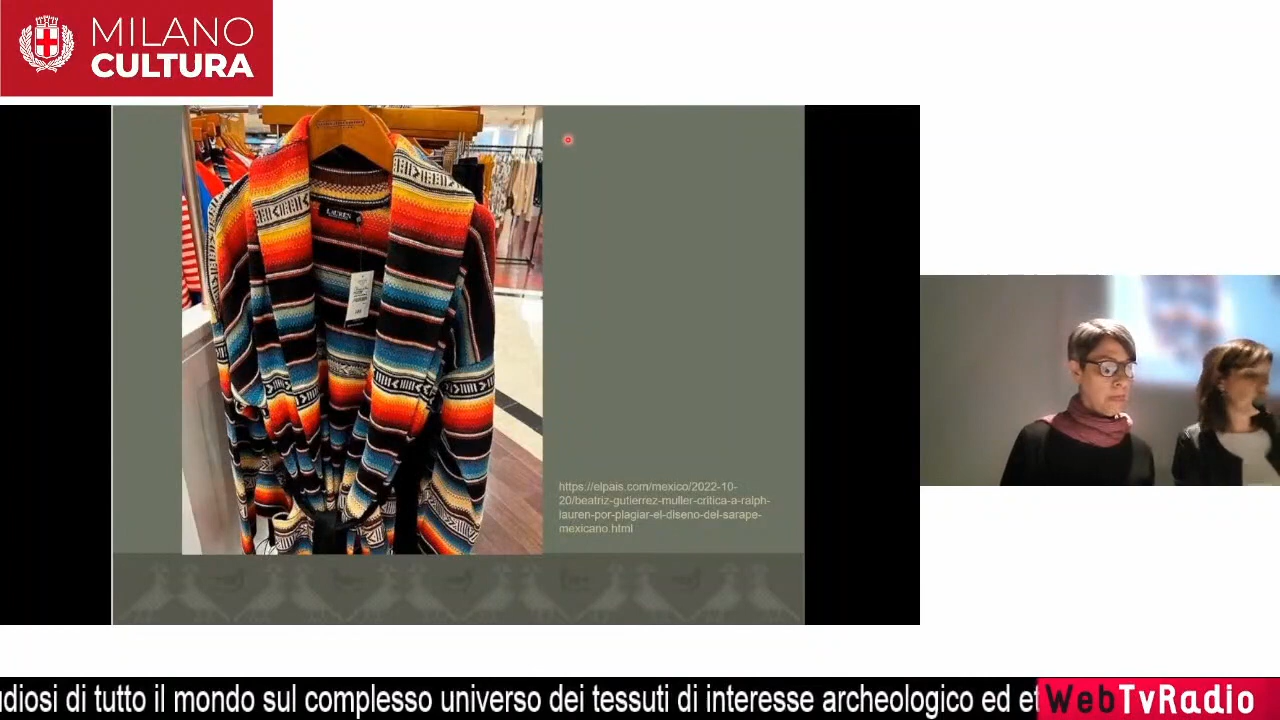 MILANO
CULTURA
LAUREN
https://elpais.com/mexico/2022-10-
20/beatriz-gutierrez-muller-critica-a-ralph-
lauren-por-plagiar-el-diseno-del-sarape-
mexicano.html
udiosi di tutto il mondo sul complesso universo dei tessuti di interesse archeologico ed et
WebTvRadio